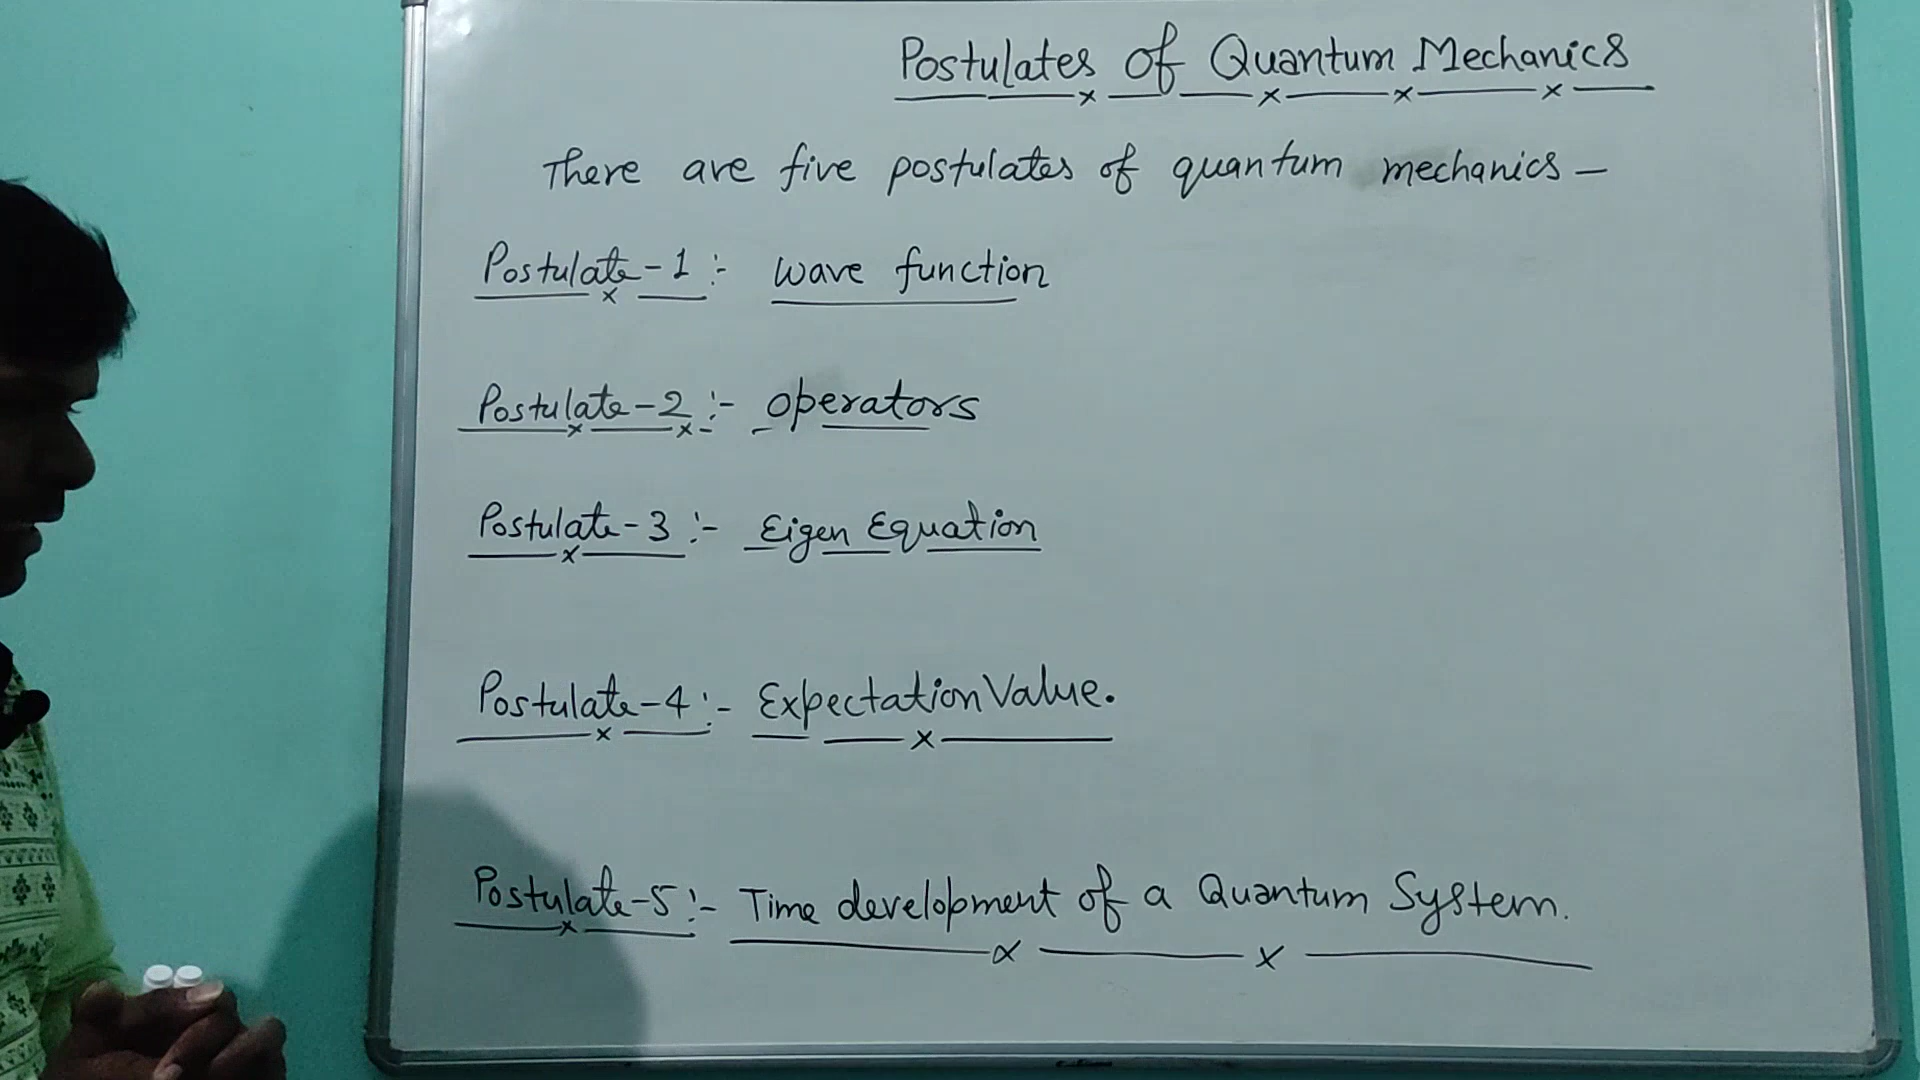 Postulates of Quantum Mechanics
There are five postulates of quantum mechanics –
Postulate-1 :- wave function
Postulate-2 :- operators
Postulate-3 :- Eigen Equation
Postulate-4 :- Expectation Value.
Postulate-5 :- Time development of a Quantum System.